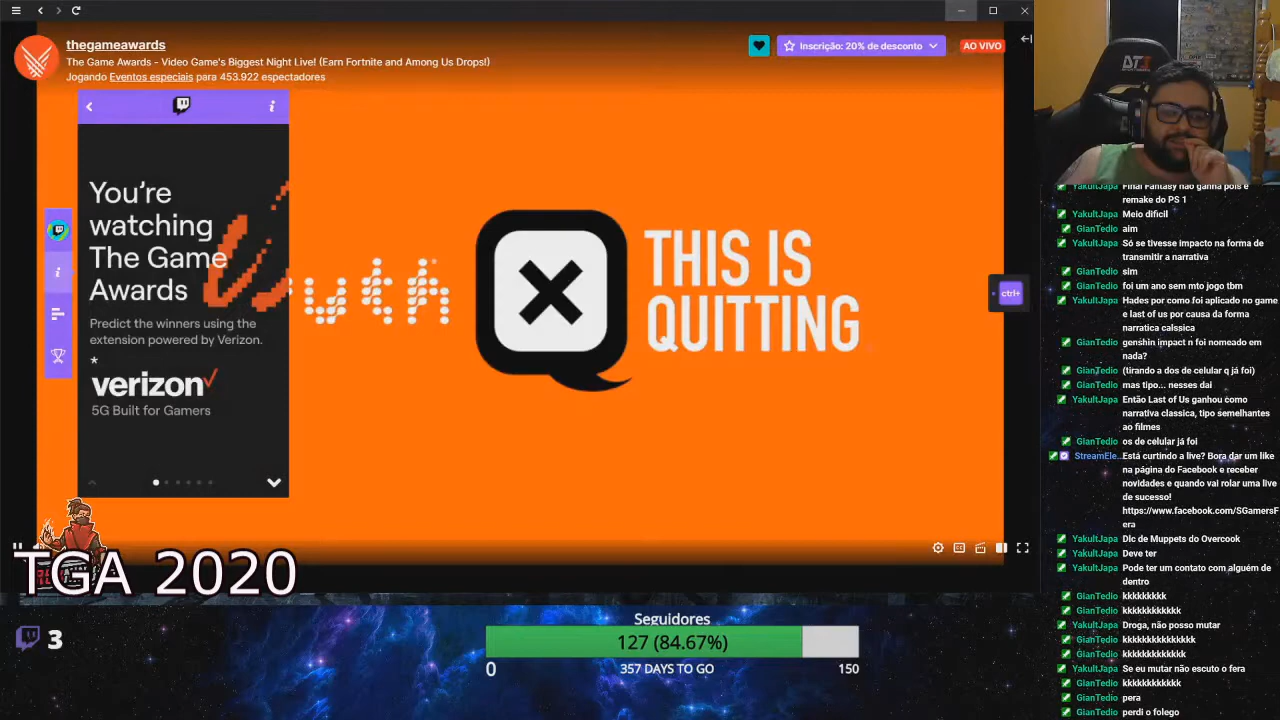 thegameawards
The Game Awards - Video Game's Biggest Night Live! (Earn Fortnite and Among Us Drops!)
Jogando Eventos especiais para 453.922 espectadores
Inscrição: 20% de desconto
AO VIVO
You're
watching
The Game
Awards
Predict the winners using the
extension powered by Verizon.
*
verizon
5G Built for Gamers
uth
THIS IS
QUITTING
ctrl+
TGA 2020
3
Seguidores
127 (84.67%)
0
357 DAYS TO GO
150
YakultJapa Final Fantasy não ganha pois é
remake do PS 1
YakultJapa Meio dificil
GianTedio aim
YakultJapa Só se tivesse impacto na forma de
transmitir a narrativa
GianTedio sim
GianTedio foi um ano sem mto jogo tbm
YakultJapa Hades por como foi aplicado no game
e last of us por causa da forma
narratica calssica
GianTedio genshin impact n foi nomeado em
nada?
GianTedio (tirando a dos de celular q já foi)
GianTedio mas tipo... nesses dai
YakultJapa Então Last of Us ganhou como
narrativa classica, tipo semelhantes
ao filmes
GianTedio os de celular já foi
StreamEle... Está curtindo a live? Bora dar um like
na página do Facebook e receber
novidades e quando vai rolar uma live
de sucesso!
https://www.facebook.com/SGamersF
era
YakultJapa Dlc de Muppets do Overcook
YakultJapa Deve ter
YakultJapa Pode ter um contato com alguém de
dentro
GianTedio kkkkkkkkk
GianTedio kkkkkkkkkkkk
YakultJapa Droga, não posso mutar
GianTedio kkkkkkkkkkkkkkk
GianTedio kkkkkkkkkkkkk
YakultJapa Se eu mutar não escuto o fera
GianTedio kkkkkkkkkkkk
GianTedio pera
GianTedio perdi o folego